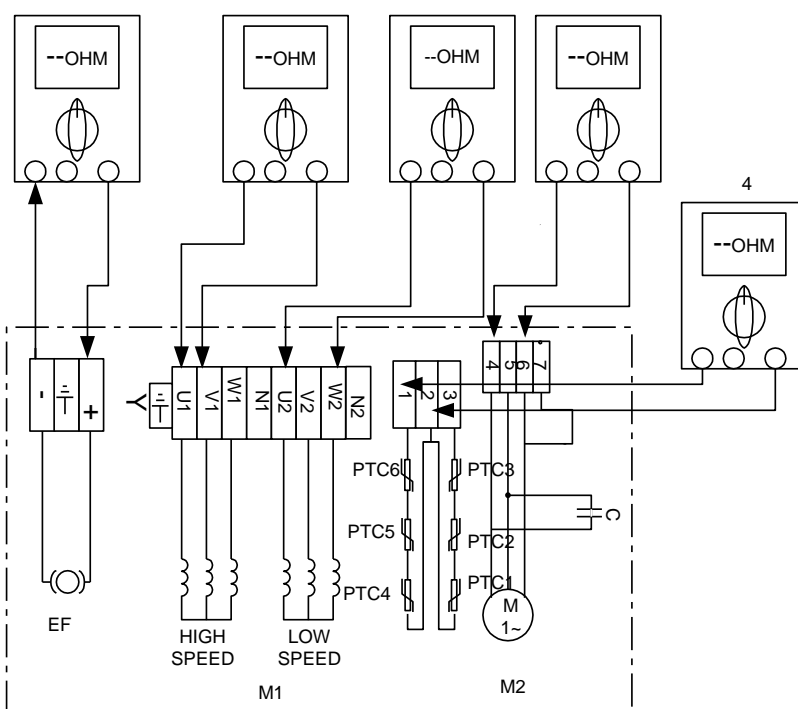 --OHM
--OHM
--OHM
--OHM
4
--OHM
- +
U1 V1 W1 N1 U2 V2 W2 N2
1 2 3
4 5 6 7
PTC6 PTC3
PTC5 PTC2
PTC4 PTC1
C
M
1~
EF
HIGH
SPEED
LOW
SPEED
M1
M2